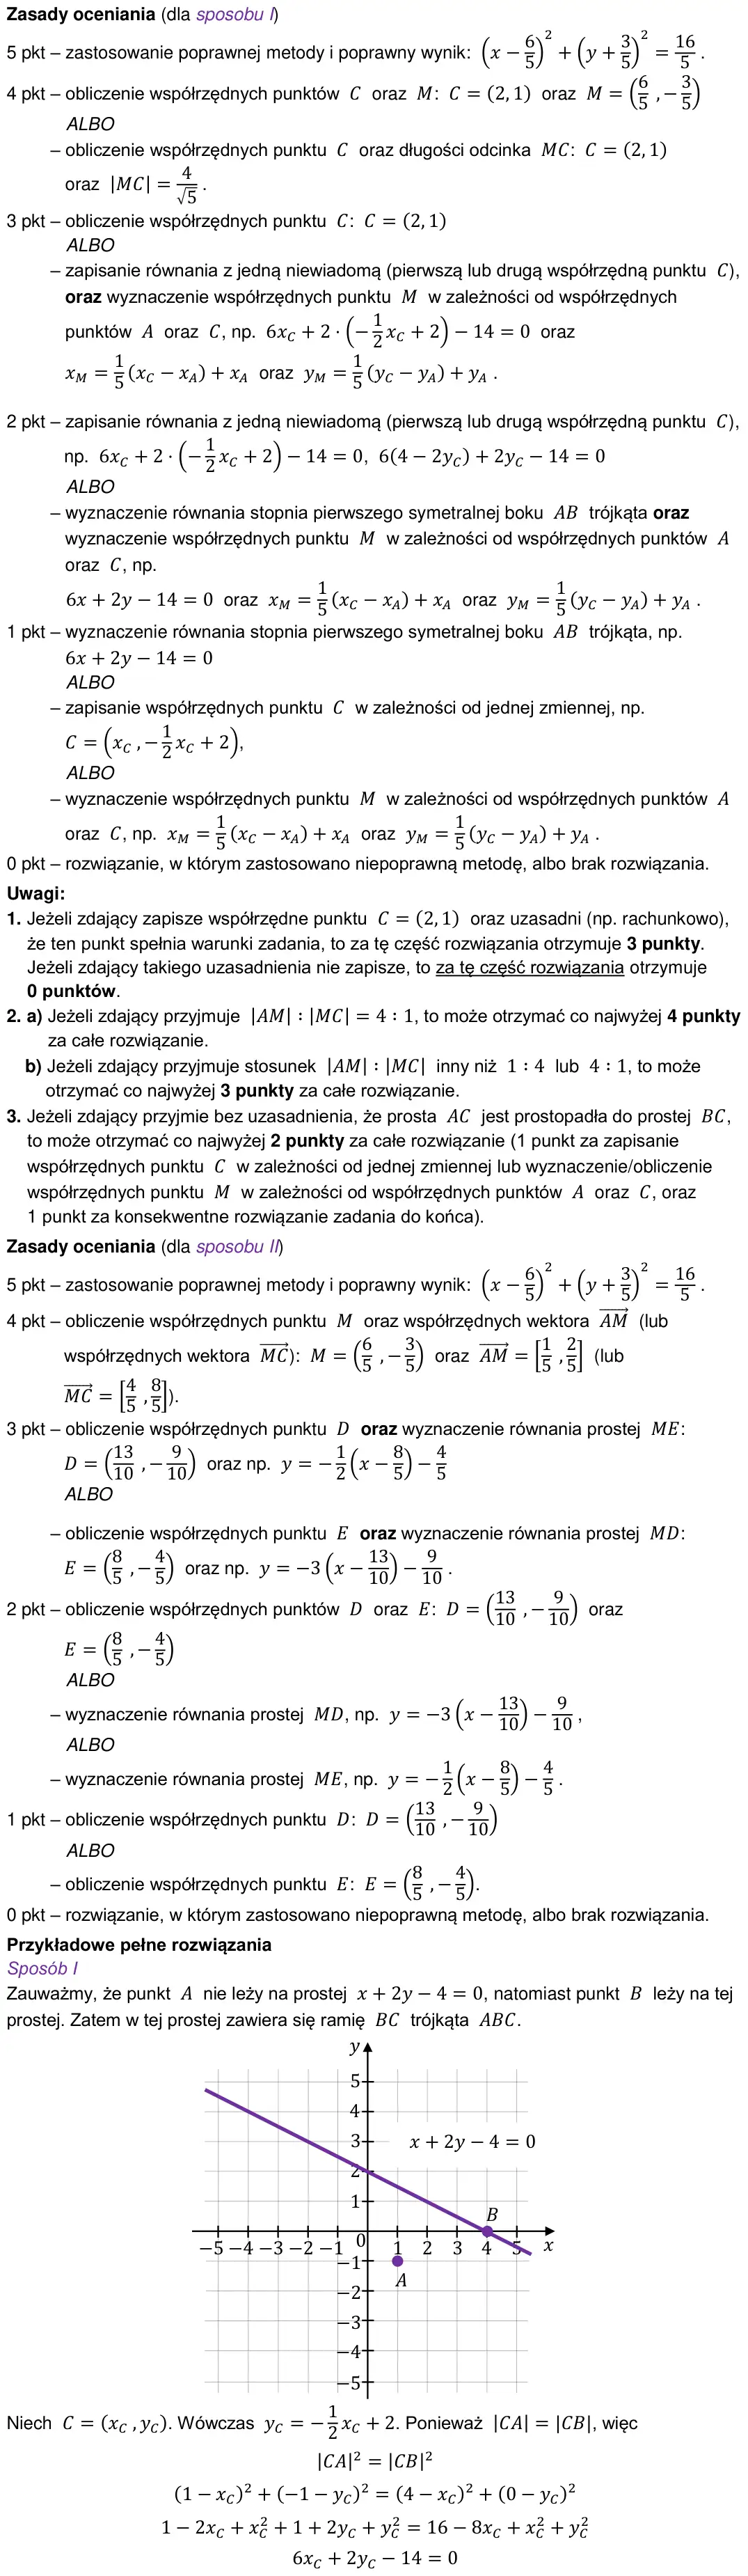 Zasady oceniania (dla sposobu I)
5 pkt – zastosowanie poprawnej metody i poprawny wynik: (x − 6/5)² + (y + 3/5)² = 16/5 .
4 pkt – obliczenie współrzędnych punktów C oraz M: C = (2, 1) oraz M = (6/5 , −3/5)
ALBO
– obliczenie współrzędnych punktu C oraz długości odcinka MC: C = (2, 1)
oraz |MC| = 4/√5 .
3 pkt – obliczenie współrzędnych punktu C: C = (2, 1)
ALBO
– zapisanie równania z jedną niewiadomą (pierwszą lub drugą współrzędną punktu C),
oraz wyznaczenie współrzędnych punktu M w zależności od współrzędnych
punktów A oraz C, np. 6x_C + 2 · (−1/2 x_C + 2) − 14 = 0 oraz
x_M = 1/5 (x_C − x_A) + x_A oraz y_M = 1/5 (y_C − y_A) + y_A .
2 pkt – zapisanie równania z jedną niewiadomą (pierwszą lub drugą współrzędną punktu C),
np. 6x_C + 2 · (−1/2 x_C + 2) − 14 = 0, 6(4 − 2y_C) + 2y_C − 14 = 0
ALBO
– wyznaczenie równania stopnia pierwszego symetralnej boku AB trójkąta oraz
wyznaczenie współrzędnych punktu M w zależności od współrzędnych punktów A
oraz C, np.
6x + 2y − 14 = 0 oraz x_M = 1/5 (x_C − x_A) + x_A oraz y_M = 1/5 (y_C − y_A) + y_A .
1 pkt – wyznaczenie równania stopnia pierwszego symetralnej boku AB trójkąta, np.
6x + 2y − 14 = 0
ALBO
– zapisanie współrzędnych punktu C w zależności od jednej zmiennej, np.
C = (x_C , −1/2 x_C + 2),
ALBO
– wyznaczenie współrzędnych punktu M w zależności od współrzędnych punktów A
oraz C, np. x_M = 1/5 (x_C − x_A) + x_A oraz y_M = 1/5 (y_C − y_A) + y_A .
0 pkt – rozwiązanie, w którym zastosowano niepoprawną metodę, albo brak rozwiązania.
Uwagi:
1. Jeżeli zdający zapisze współrzędne punktu C = (2, 1) oraz uzasadni (np. rachunkowo),
że ten punkt spełnia warunki zadania, to za tę część rozwiązania otrzymuje 3 punkty.
Jeżeli zdający takiego uzasadnienia nie zapisze, to za tę część rozwiązania otrzymuje
0 punktów.
2. a) Jeżeli zdający przyjmuje |AM| : |MC| = 4 : 1, to może otrzymać co najwyżej 4 punkty
za całe rozwiązanie.
b) Jeżeli zdający przyjmuje stosunek |AM| : |MC| inny niż 1 : 4 lub 4 : 1, to może
otrzymać co najwyżej 3 punkty za całe rozwiązanie.
3. Jeżeli zdający przyjmie bez uzasadnienia, że prosta AC jest prostopadła do prostej BC,
to może otrzymać co najwyżej 2 punkty za całe rozwiązanie (1 punkt za zapisanie
współrzędnych punktu C w zależności od jednej zmiennej lub wyznaczenie/obliczenie
współrzędnych punktu M w zależności od współrzędnych punktów A oraz C, oraz
1 punkt za konsekwentne rozwiązanie zadania do końca).
Zasady oceniania (dla sposobu II)
5 pkt – zastosowanie poprawnej metody i poprawny wynik: (x − 6/5)² + (y + 3/5)² = 16/5 .
4 pkt – obliczenie współrzędnych punktu M oraz współrzędnych wektora AM→ (lub
współrzędnych wektora MC→): M = (6/5 , −3/5) oraz AM→ = [1/5 , 2/5] (lub
MC→ = [4/5 , 8/5]).
3 pkt – obliczenie współrzędnych punktu D oraz wyznaczenie równania prostej ME:
D = (13/10 , −9/10) oraz np. y = −1/2 (x − 8/5) − 4/5
ALBO
– obliczenie współrzędnych punktu E oraz wyznaczenie równania prostej MD:
E = (8/5 , −4/5) oraz np. y = −3 (x − 13/10) − 9/10 .
2 pkt – obliczenie współrzędnych punktów D oraz E: D = (13/10 , −9/10) oraz
E = (8/5 , −4/5)
ALBO
– wyznaczenie równania prostej MD, np. y = −3 (x − 13/10) − 9/10 ,
ALBO
– wyznaczenie równania prostej ME, np. y = −1/2 (x − 8/5) − 4/5 .
1 pkt – obliczenie współrzędnych punktu D: D = (13/10 , −9/10)
ALBO
– obliczenie współrzędnych punktu E: E = (8/5 , −4/5).
0 pkt – rozwiązanie, w którym zastosowano niepoprawną metodę, albo brak rozwiązania.
Przykładowe pełne rozwiązania
Sposób I
Zauważmy, że punkt A nie leży na prostej x + 2y − 4 = 0, natomiast punkt B leży na tej
prostej. Zatem w tej prostej zawiera się ramię BC trójkąta ABC.
y
5
4
3
x + 2y − 4 = 0
2
1
B
−5 −4 −3 −2 −1 0 1 2 3 4 5 x
−1
A
−2
−3
−4
−5
Niech C = (x_C , y_C). Wówczas y_C = −1/2 x_C + 2. Ponieważ |CA| = |CB|, więc
|CA|² = |CB|²
(1 − x_C)² + (−1 − y_C)² = (4 − x_C)² + (0 − y_C)²
1 − 2x_C + x_C² + 1 + 2y_C + y_C² = 16 − 8x_C + x_C² + y_C²
6x_C + 2y_C − 14 = 0